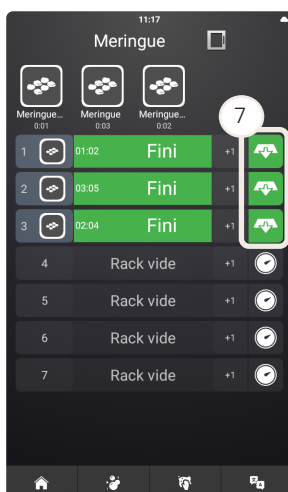 11:17
Meringue
Meringue... Meringue Meringue...
0:01 0:03 0:02
7
1 01:02 Fini +1
2 03:05 Fini +1
3 02:04 Fini +1
4 Rack vide +1
5 Rack vide +1
6 Rack vide +1
7 Rack vide +1